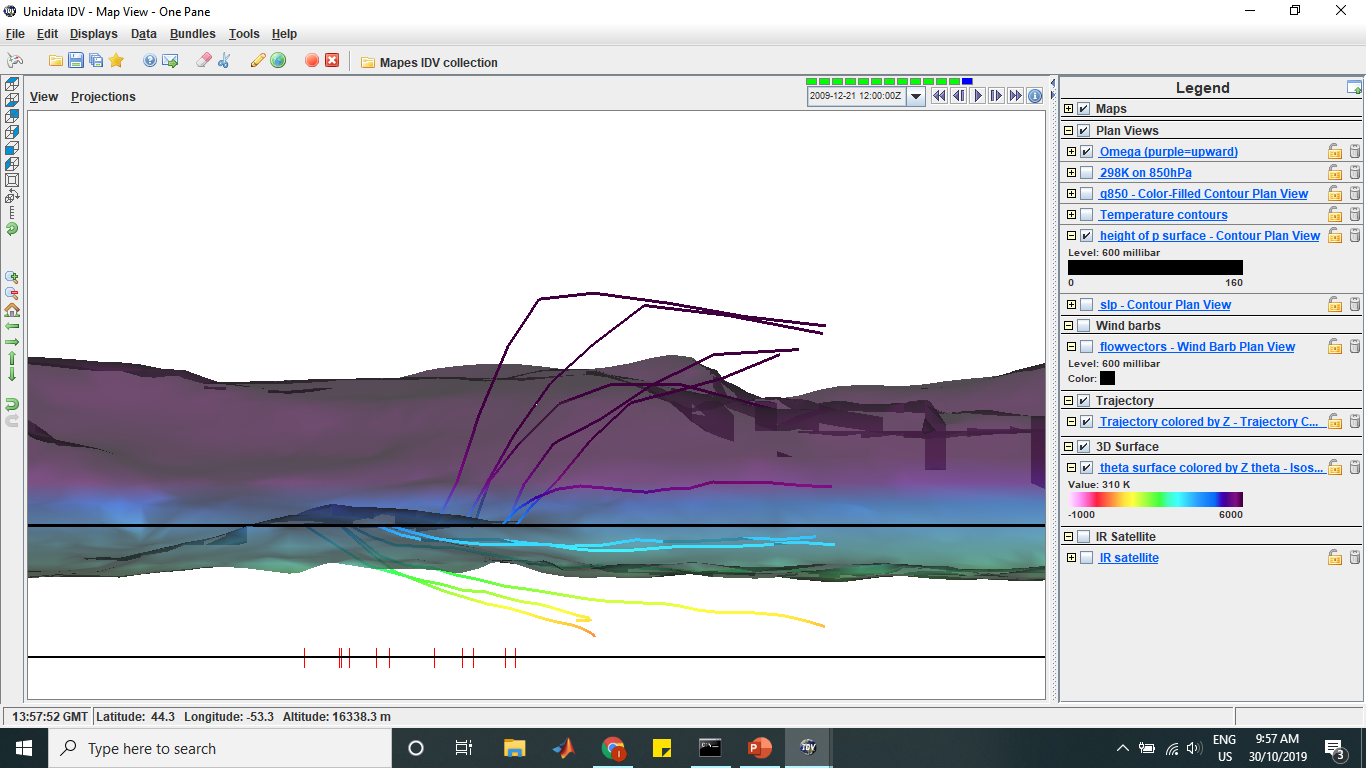 Unidata IDV - Map View - One Pane
File Edit Displays Data Bundles Tools Help
Mapes IDV collection
View Projections
2009-12-21 12:00:00Z
Legend
Maps
Plan Views
Omega (purple=upward)
298K on 850hPa
q850 - Color-Filled Contour Plan View
Temperature contours
height of p surface - Contour Plan View
Level: 600 millibar
0 160
slp - Contour Plan View
Wind barbs
flowvectors - Wind Barb Plan View
Level: 600 millibar
Color:
Trajectory
Trajectory colored by Z - Trajectory C...
3D Surface
theta surface colored by Z theta - Isos...
Value: 310 K
-1000 6000
IR Satellite
IR satellite
13:57:52 GMT Latitude: 44.3 Longitude: -53.3 Altitude: 16338.3 m
Type here to search
ENG
US
9:57 AM
30/10/2019
3